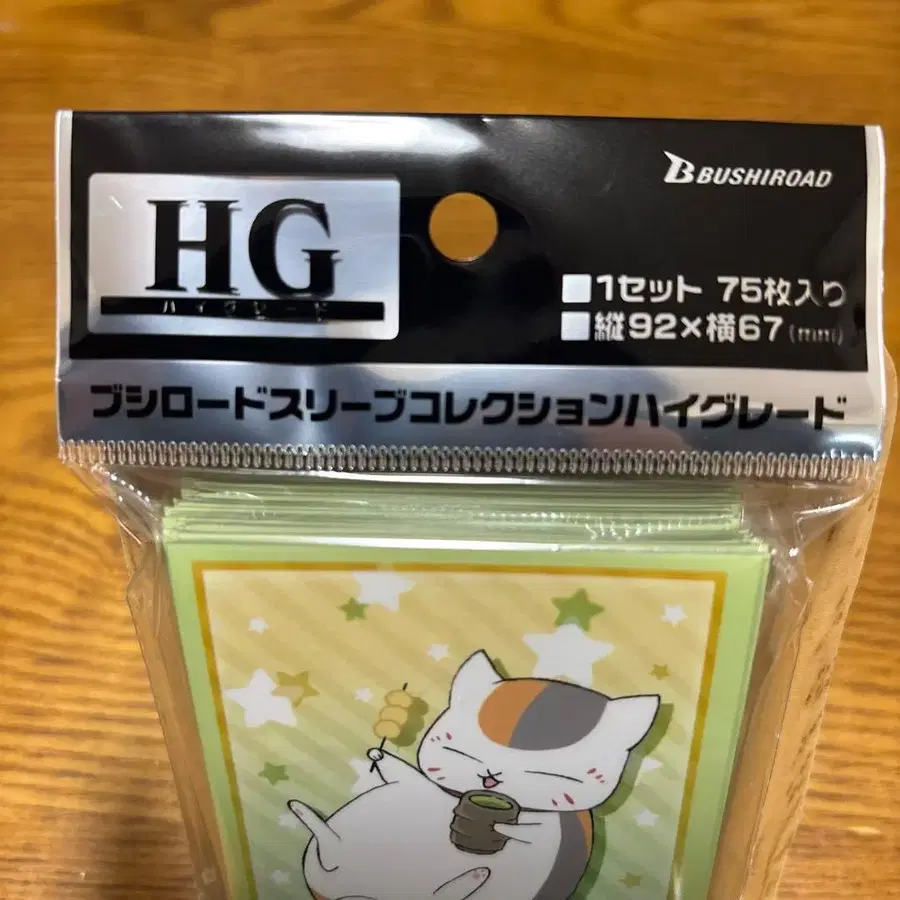 HG
ハイグレード
BUSHIROAD
■1セット 75枚入り
■縦92×横67(mm)
ブシロードスリーブコレクションハイグレード